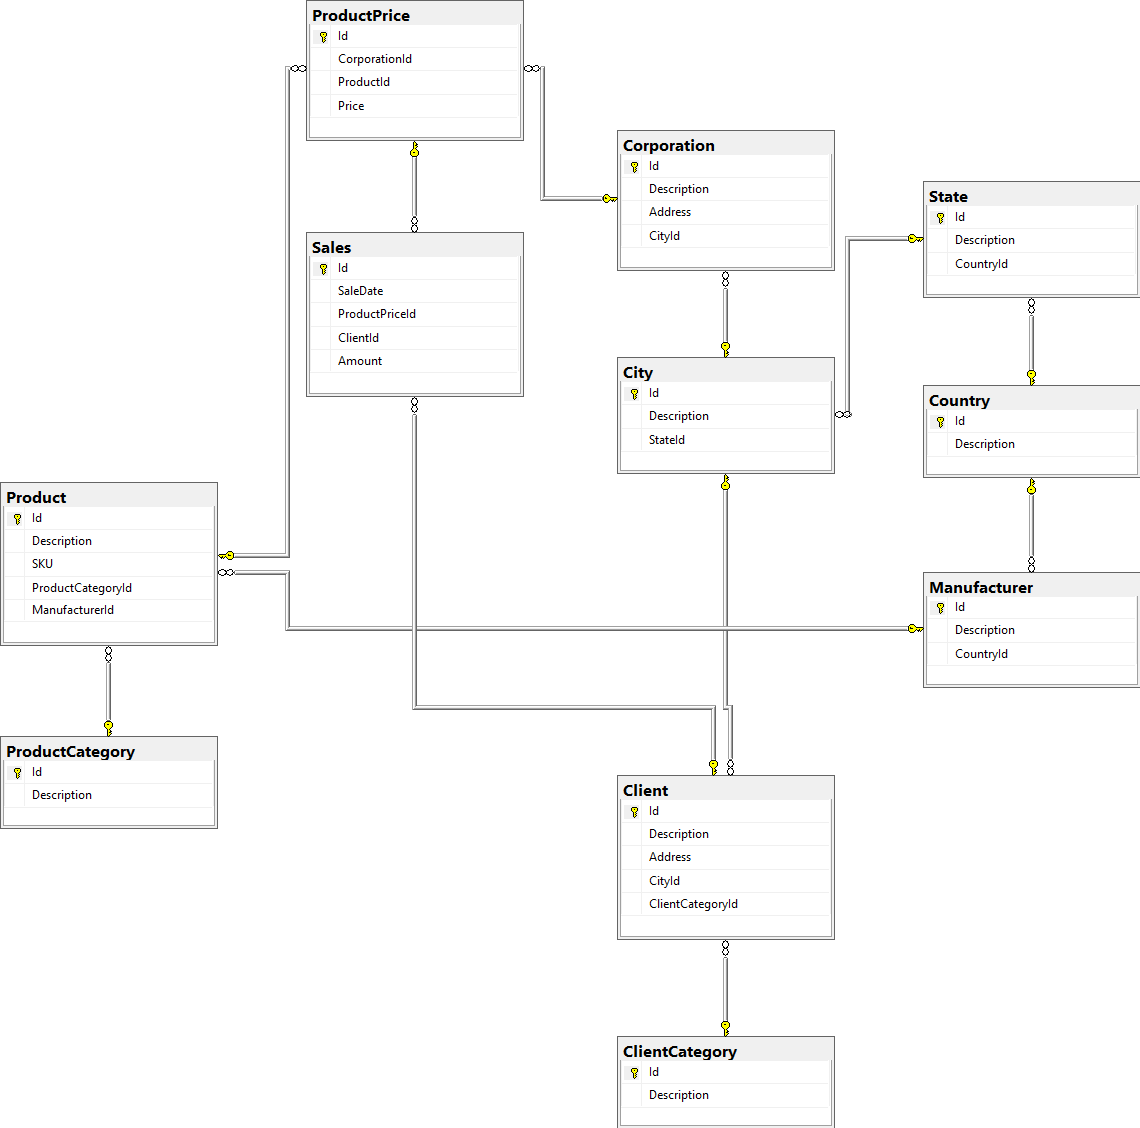 ProductPrice
Id
CorporationId
ProductId
Price
Corporation
Id
Description
Address
CityId
State
Id
Description
CountryId
Sales
Id
SaleDate
ProductPriceId
ClientId
Amount
City
Id
Description
StateId
Country
Id
Description
Product
Id
Description
SKU
ProductCategoryId
ManufacturerId
Manufacturer
Id
Description
CountryId
ProductCategory
Id
Description
Client
Id
Description
Address
CityId
ClientCategoryId
ClientCategory
Id
Description